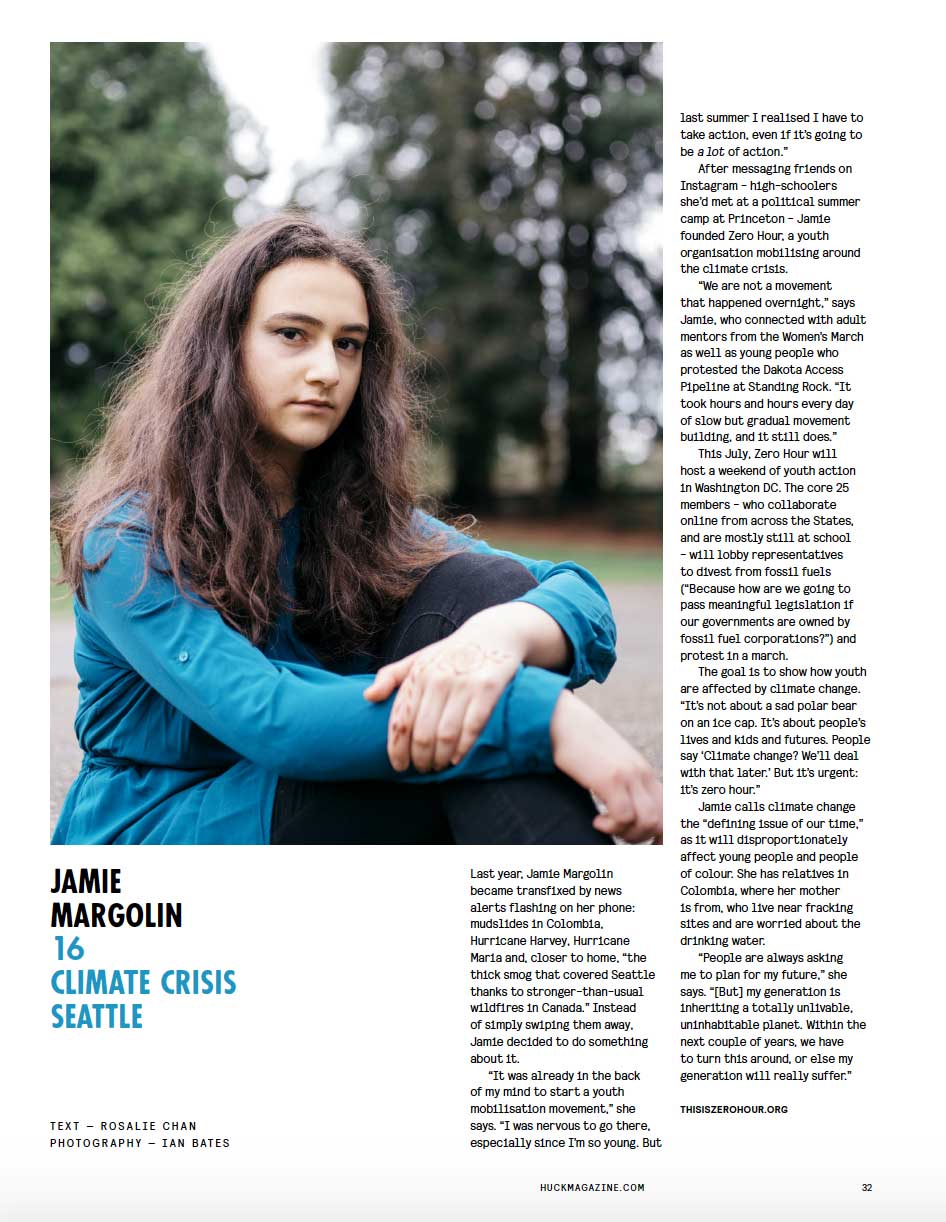 JAMIE
MARGOLIN
16
CLIMATE CRISIS
SEATTLE
TEXT – ROSALIE CHAN
PHOTOGRAPHY – IAN BATES
Last year, Jamie Margolin
became transfixed by news
alerts flashing on her phone:
mudslides in Colombia,
Hurricane Harvey, Hurricane
Maria and, closer to home, “the
thick smog that covered Seattle
thanks to stronger-than-usual
wildfires in Canada.” Instead
of simply swiping them away,
Jamie decided to do something
about it.
“It was already in the back
of my mind to start a youth
mobilisation movement,” she
says. “I was nervous to go there,
especially since I’m so young. But
last summer I realised I have to
take action, even if it’s going to
be a lot of action.”
After messaging friends on
Instagram – high-schoolers
she’d met at a political summer
camp at Princeton – Jamie
founded Zero Hour, a youth
organisation mobilising around
the climate crisis.
“We are not a movement
that happened overnight,” says
Jamie, who connected with adult
mentors from the Women’s March
as well as young people who
protested the Dakota Access
Pipeline at Standing Rock. “It
took hours and hours every day
of slow but gradual movement
building, and it still does.”
This July, Zero Hour will
host a weekend of youth action
in Washington DC. The core 25
members – who collaborate
online from across the States,
and are mostly still at school
– will lobby representatives
to divest from fossil fuels
(“Because how are we going to
pass meaningful legislation if
our governments are owned by
fossil fuel corporations?”) and
protest in a march.
The goal is to show how youth
are affected by climate change.
“It’s not about a sad polar bear
on an ice cap. It’s about people’s
lives and kids and futures. People
say ‘Climate change? We’ll deal
with that later.’ But it’s urgent:
it’s zero hour.”
Jamie calls climate change
the “defining issue of our time,”
as it will disproportionately
affect young people and people
of colour. She has relatives in
Colombia, where her mother
is from, who live near fracking
sites and are worried about the
drinking water.
“People are always asking
me to plan for my future,” she
says. “[But] my generation is
inheriting a totally unlivable,
uninhabitable planet. Within the
next couple of years, we have
to turn this around, or else my
generation will really suffer.”
THISISZEROHOUR.ORG
HUCKMAGAZINE.COM
32